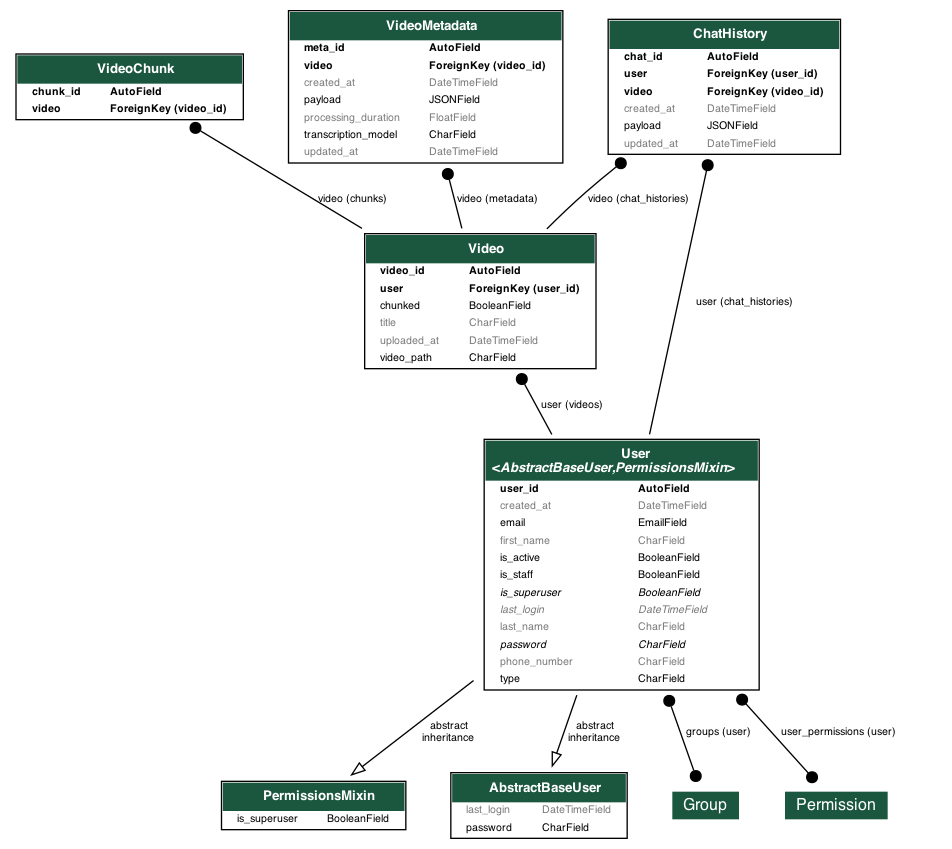 VideoChunk
chunk_id AutoField
video ForeignKey (video_id)
VideoMetadata
meta_id AutoField
video ForeignKey (video_id)
created_at DateTimeField
payload JSONField
processing_duration FloatField
transcription_model CharField
updated_at DateTimeField
ChatHistory
chat_id AutoField
user ForeignKey (user_id)
video ForeignKey (video_id)
created_at DateTimeField
payload JSONField
updated_at DateTimeField
video (chunks)
video (metadata)
video (chat_histories)
Video
video_id AutoField
user ForeignKey (user_id)
chunked BooleanField
title CharField
uploaded_at DateTimeField
video_path CharField
user (chat_histories)
user (videos)
User
<AbstractBaseUser,PermissionsMixin>
user_id AutoField
created_at DateTimeField
email EmailField
first_name CharField
is_active BooleanField
is_staff BooleanField
is_superuser BooleanField
last_login DateTimeField
last_name CharField
password CharField
phone_number CharField
type CharField
abstract
inheritance
abstract
inheritance
groups (user)
user_permissions (user)
PermissionsMixin
is_superuser BooleanField
AbstractBaseUser
last_login DateTimeField
password CharField
Group
Permission